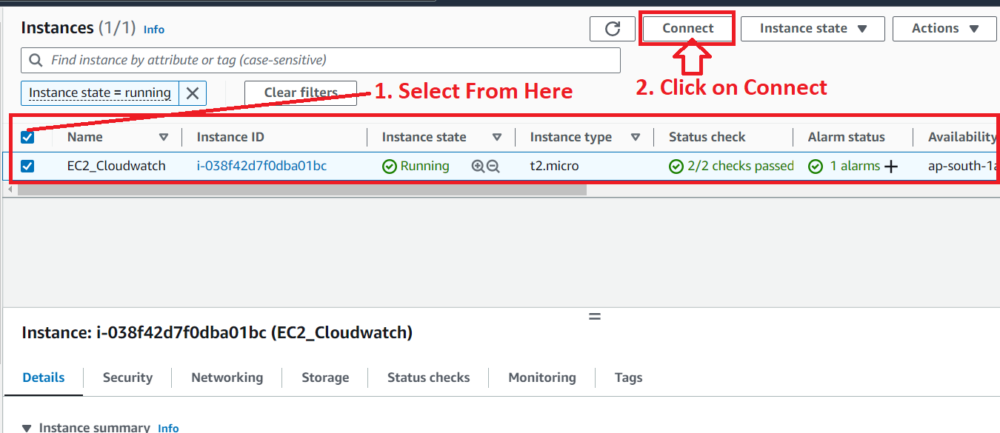 Instances (1/1) Info
Connect
Instance state
Actions
Find instance by attribute or tag (case-sensitive)
Instance state = running
Clear filters
1. Select From Here
2. Click on Connect
Name Instance ID Instance state Instance type Status check Alarm status Availability
EC2_Cloudwatch i-038f42d7f0dba01bc Running t2.micro 2/2 checks passed 1 alarms + ap-south-1a
Instance: i-038f42d7f0dba01bc (EC2_Cloudwatch)
Details Security Networking Storage Status checks Monitoring Tags
Instance summary Info